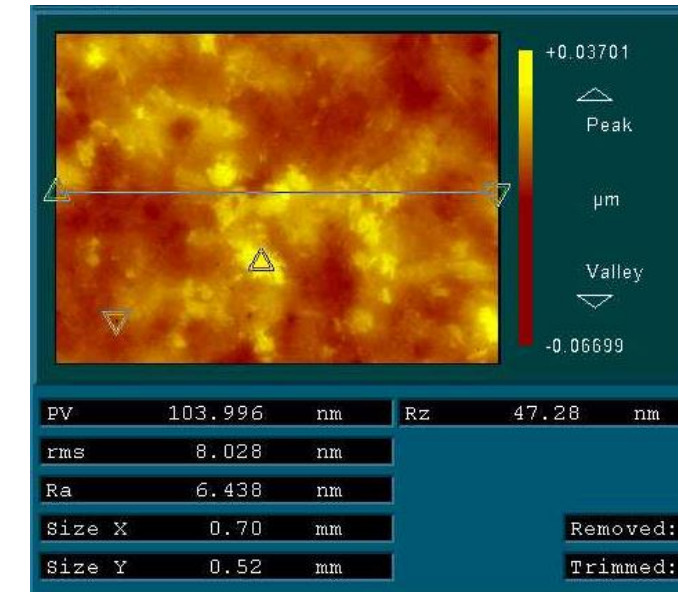 +0.03701
Peak
µm
Valley
-0.06699
PV 103.996 nm
Rz 47.28 nm
rms 8.028 nm
Ra 6.438 nm
Size X 0.70 mm
Removed:
Size Y 0.52 mm
Trimmed: